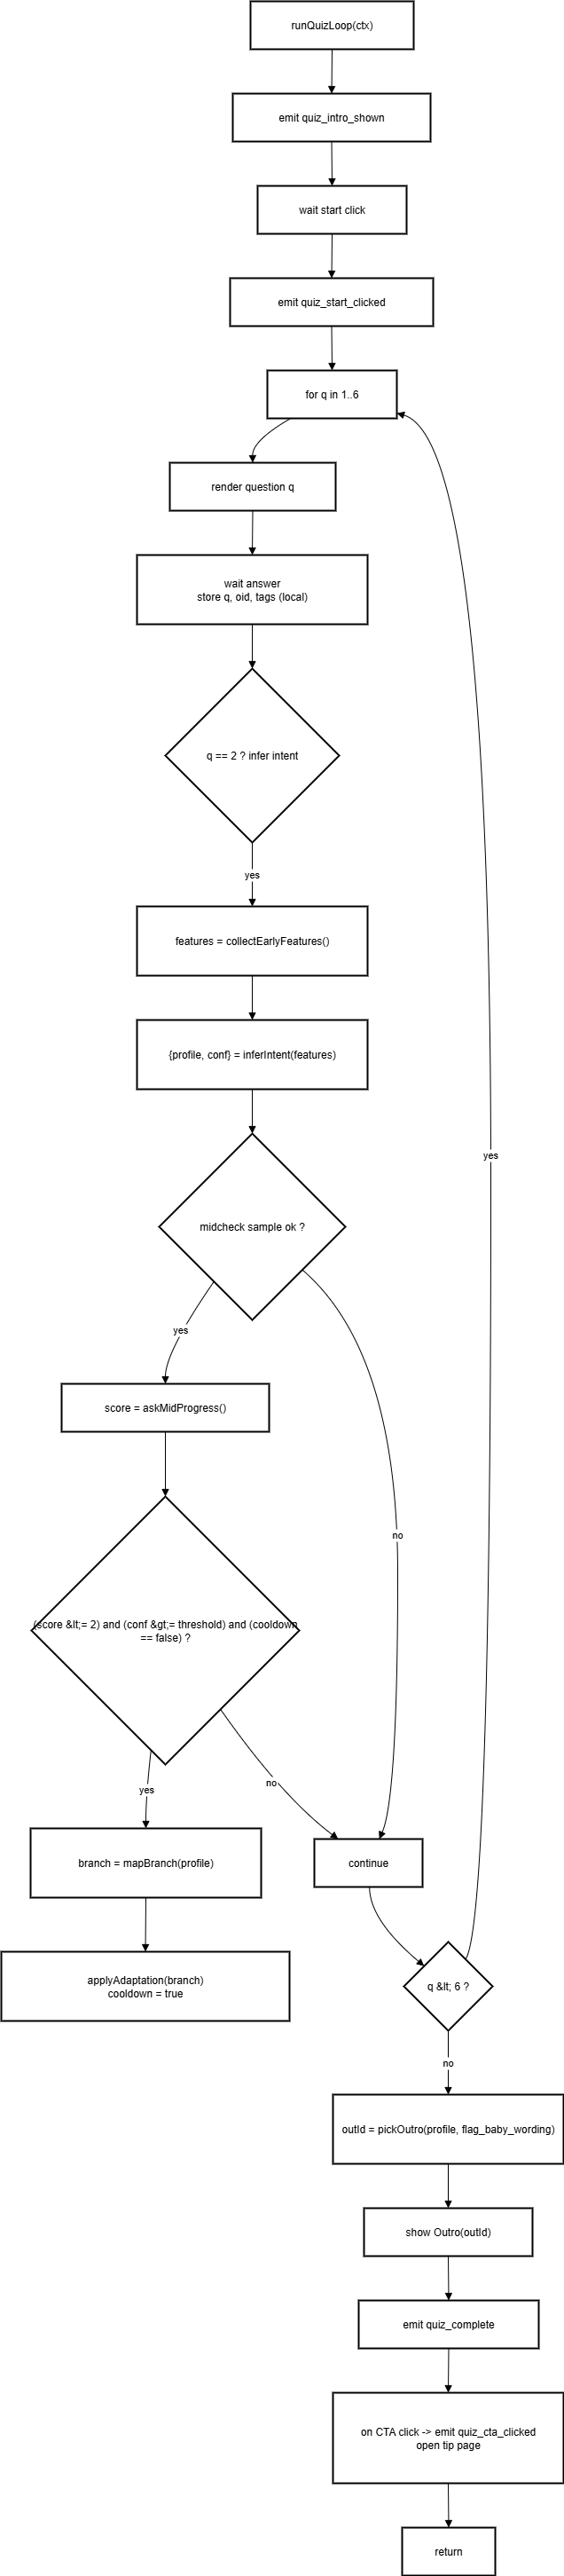 runQuizLoop(ctx)
emit quiz_intro_shown
wait start click
emit quiz_start_clicked
for q in 1..6
render question q
wait answer
store q, oid, tags (local)
q == 2 ? infer intent
yes
features = collectEarlyFeatures()
{profile, conf} = inferIntent(features)
yes
midcheck sample ok ?
yes
score = askMidProgress()
no
(score &lt;= 2) and (conf &gt;= threshold) and (cooldown
== false) ?
no
yes
branch = mapBranch(profile)
continue
applyAdaptation(branch)
cooldown = true
q &lt; 6 ?
no
outId = pickOutro(profile, flag_baby_wording)
show Outro(outId)
emit quiz_complete
on CTA click -> emit quiz_cta_clicked
open tip page
return